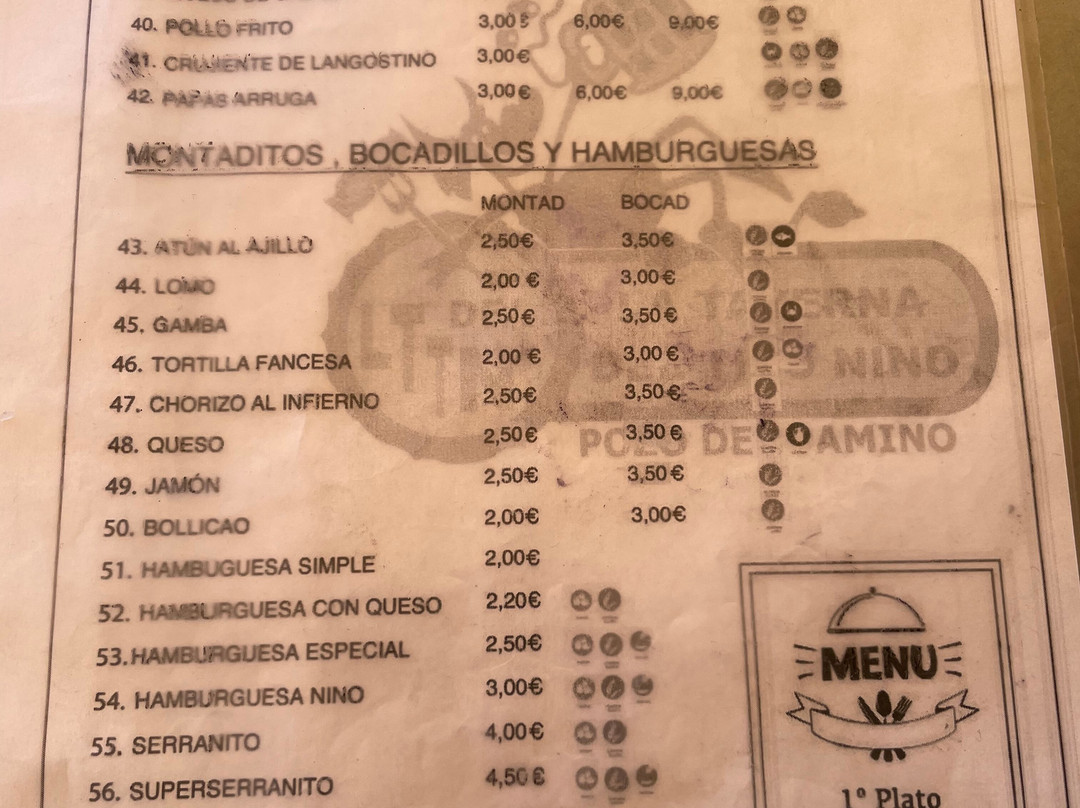 40. POLLO FRITO 3,00 € 6,00€ 9,00€
41. CRUJIENTE DE LANGOSTINO 3,00€
42. PAPAS ARRUGA 3,00€ 6,00€ 9,00€
MONTADITOS , BOCADILLOS Y HAMBURGUESAS
MONTAD BOCAD
43. ATÚN AL AJILLO 2,50€ 3,50€
44. LOMO 2,00 € 3,00€
45. GAMBA 2,50€ 3,50€
46. TORTILLA FANCESA 2,00 € 3,00€
47. CHORIZO AL INFIERNO 2,50€ 3,50€
48. QUESO 2,50€ 3,50€
49. JAMÓN 2,50€ 3,50€
50. BOLLICAO 2,00€ 3,00€
51. HAMBUGUESA SIMPLE 2,00€
52. HAMBURGUESA CON QUESO 2,20€
53. HAMBURGUESA ESPECIAL 2,50€
54. HAMBURGUESA NINO 3,00€
55. SERRANITO 4,00€
56. SUPERSERRANITO 4,50€
LA TAVERNA
NINO
MENU
1º Plato